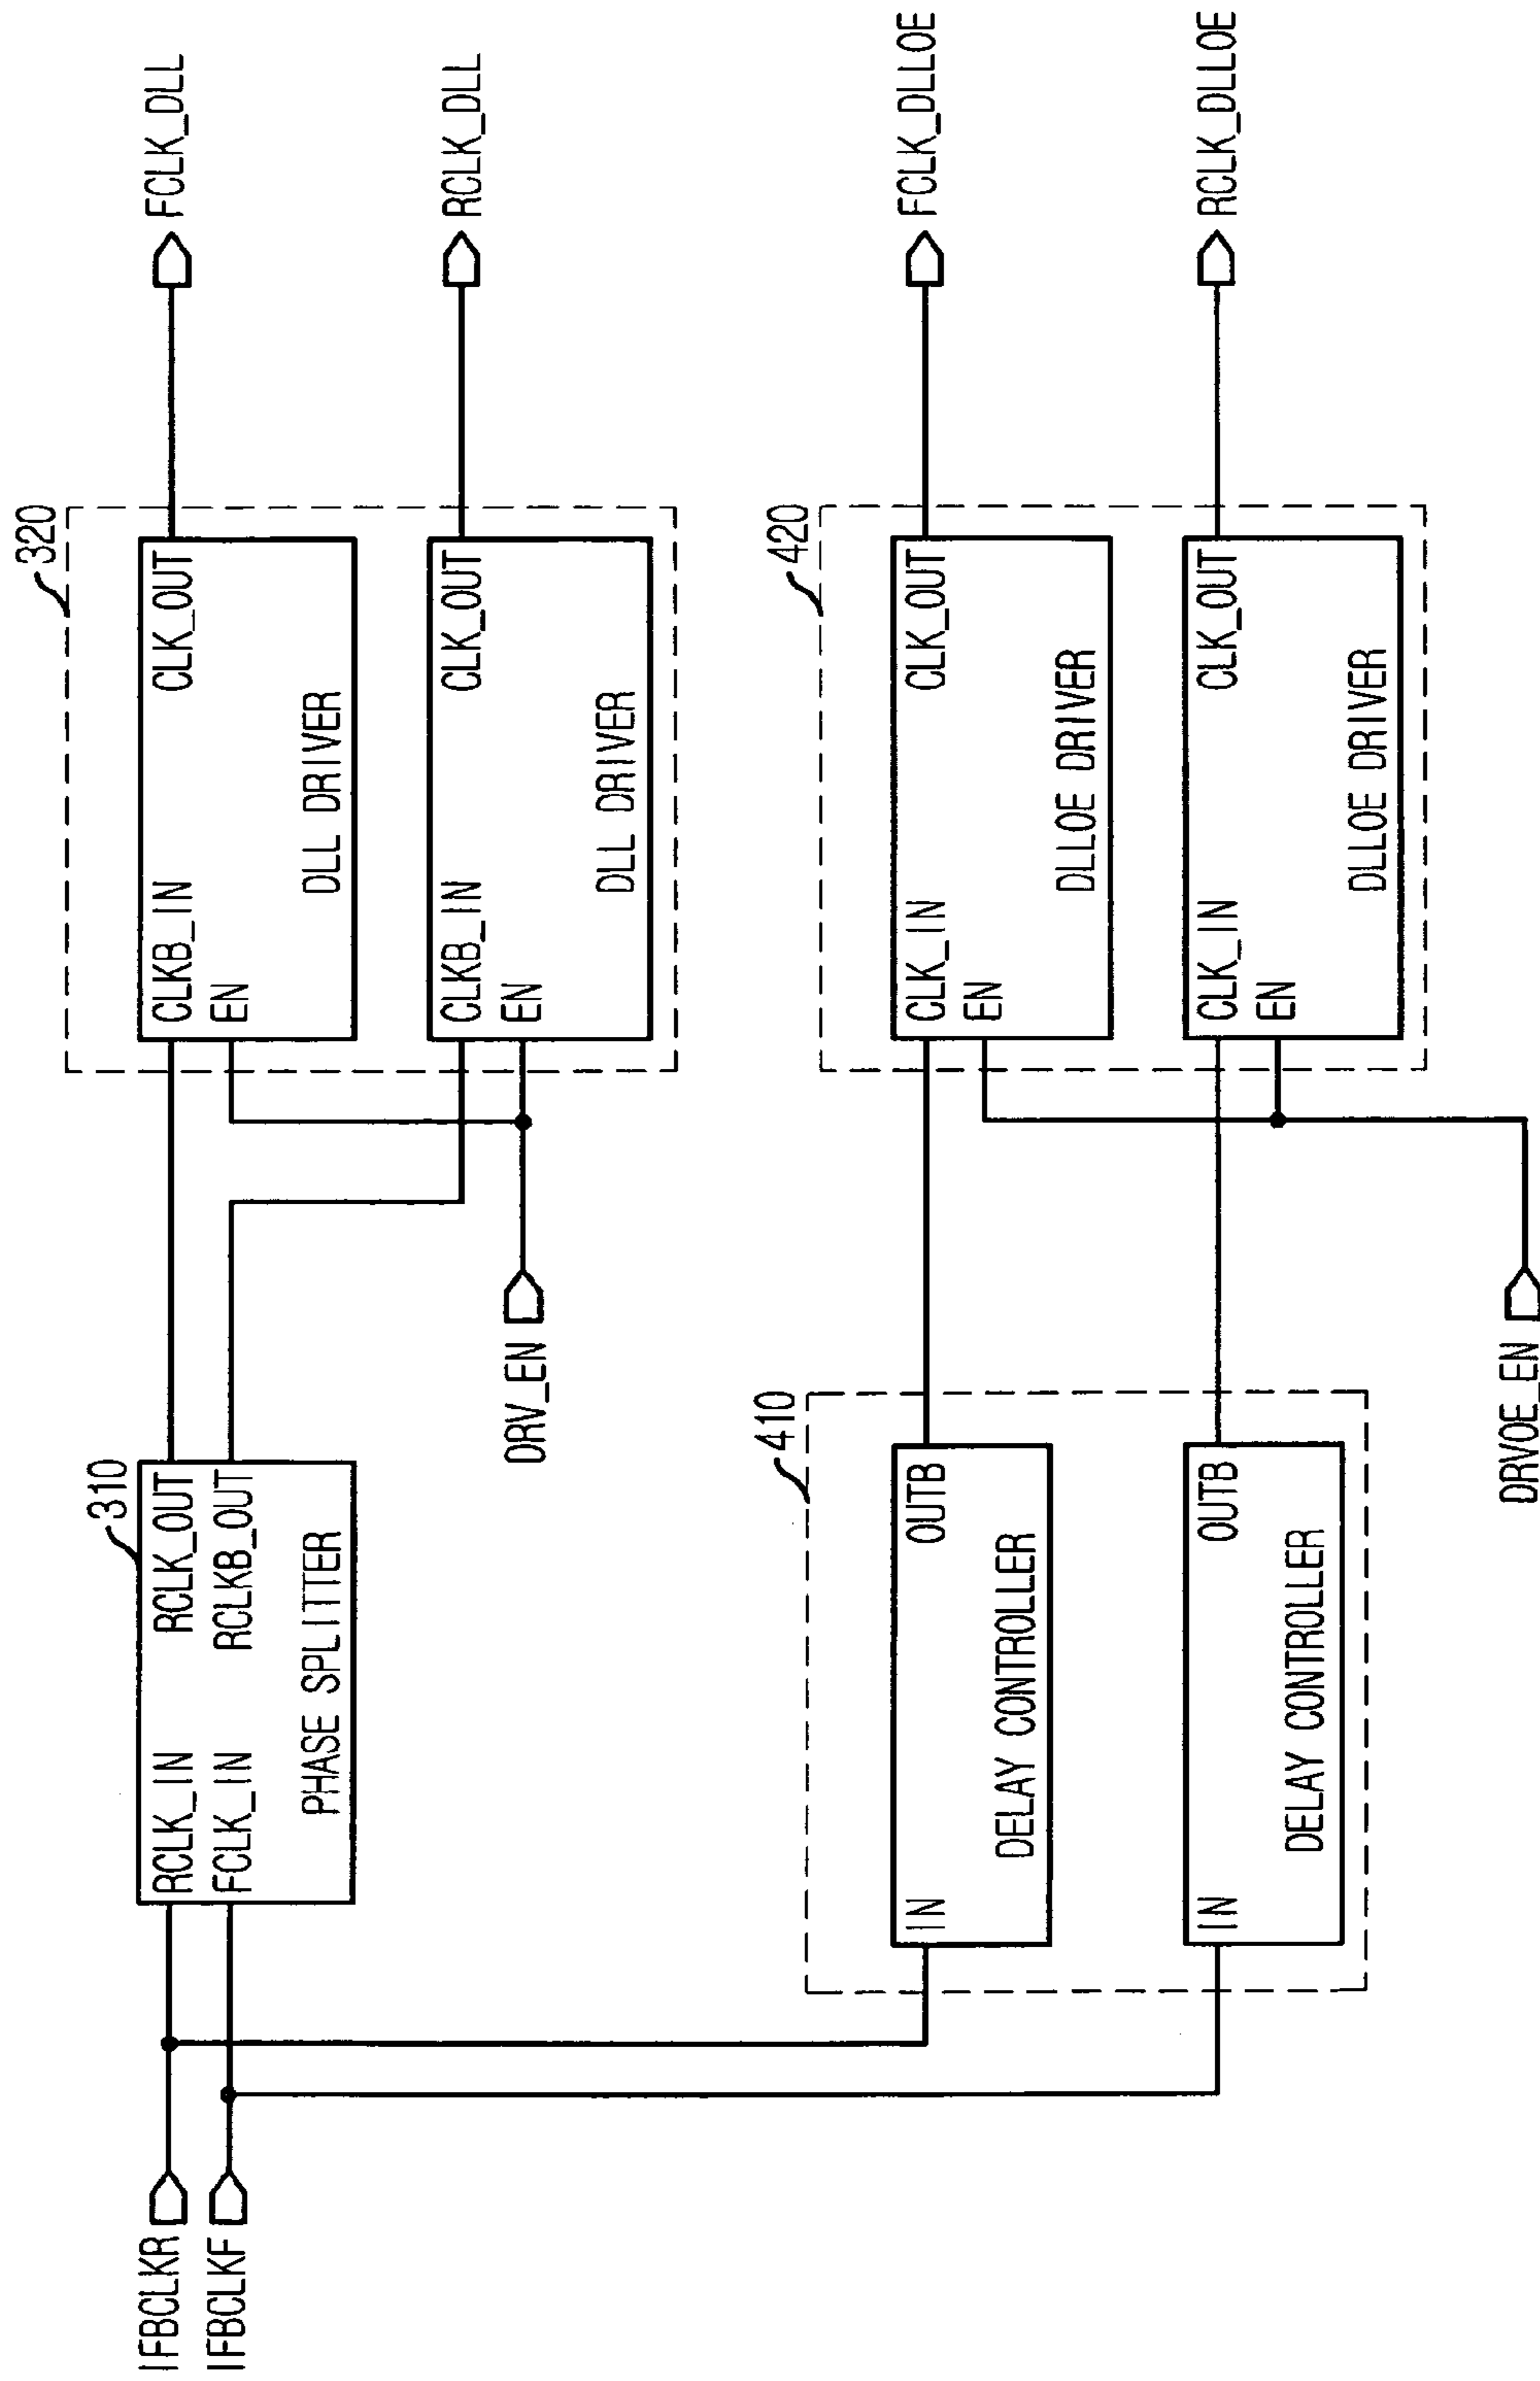 IFBCLKR
IFBCLKF
310
RCLK_IN RCLK_OUT
FCLK_IN RCLKB_OUT
PHASE SPLITTER
DRV_EN
320
CLKB_IN CLK_OUT
EN
DLL DRIVER
FCLK_DLL
CLKB_IN CLK_OUT
EN
DLL DRIVER
RCLK_DLL
410
IN OUTB
DELAY CONTROLLER
IN OUTB
DELAY CONTROLLER
DRVOE_EN
420
CLK_IN CLK_OUT
EN
DLLOE DRIVER
FCLK_DLLOE
CLK_IN CLK_OUT
EN
DLLOE DRIVER
RCLK_DLLOE